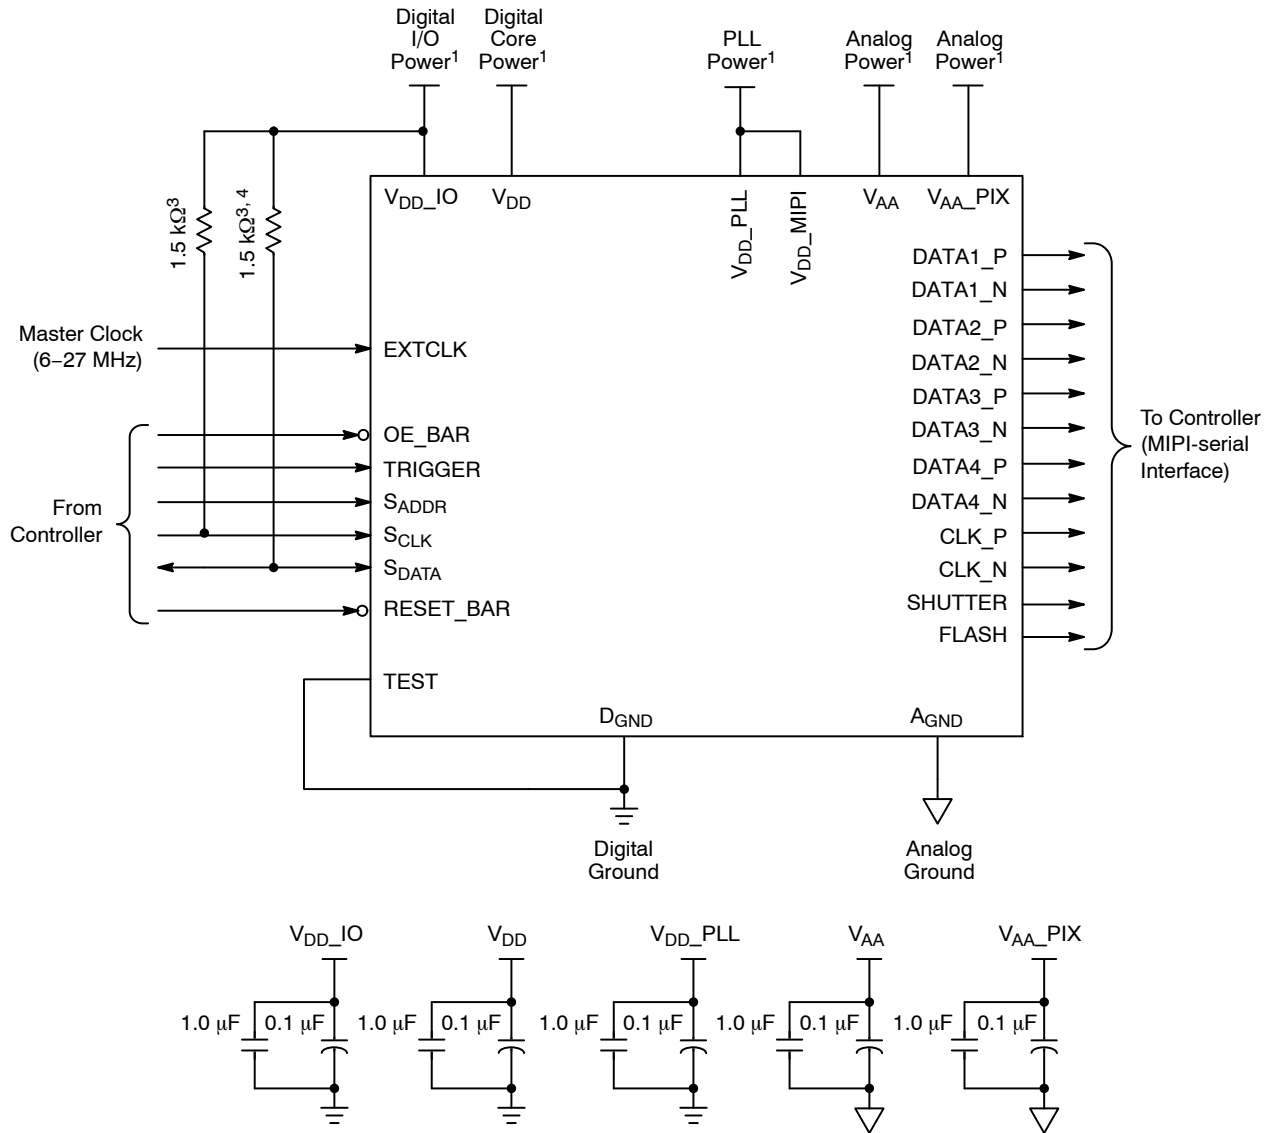 Digital
I/O
Power1
Digital
Core
Power1
PLL
Power1
Analog
Power1
Analog
Power1
1.5 kΩ3
1.5 kΩ3, 4
VDD_IO
VDD
VDD_PLL
VDD_MIPI
VAA
VAA_PIX
Master Clock
(6–27 MHz)
EXTCLK
From
Controller
OE_BAR
TRIGGER
SADDR
SCLK
SDATA
RESET_BAR
TEST
DATA1_P
DATA1_N
DATA2_P
DATA2_N
DATA3_P
DATA3_N
DATA4_P
DATA4_N
CLK_P
CLK_N
SHUTTER
FLASH
To Controller
(MIPI-serial
Interface)
DGND
AGND
Digital
Ground
Analog
Ground
VDD_IO
VDD
VDD_PLL
VAA
VAA_PIX
1.0 μF
0.1 μF
1.0 μF
0.1 μF
1.0 μF
0.1 μF
1.0 μF
0.1 μF
1.0 μF
0.1 μF